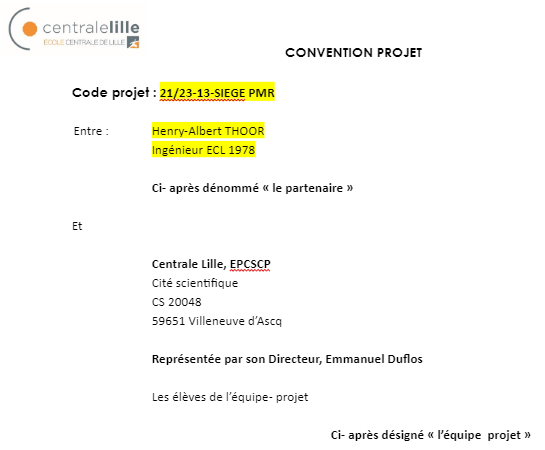 centralelille
ECOLE CENTRALE DE LILLE
CONVENTION PROJET
Code projet : 21/23-13-SIEGE PMR
Entre : Henry-Albert THOOR
Ingénieur ECL 1978
Ci- après dénommé « le partenaire »
Et
Centrale Lille, EPCSCP
Cité scientifique
CS 20048
59651 Villeneuve d’Ascq
Représentée par son Directeur, Emmanuel Duflos
Les élèves de l’équipe- projet
Ci- après désigné « l’équipe projet »